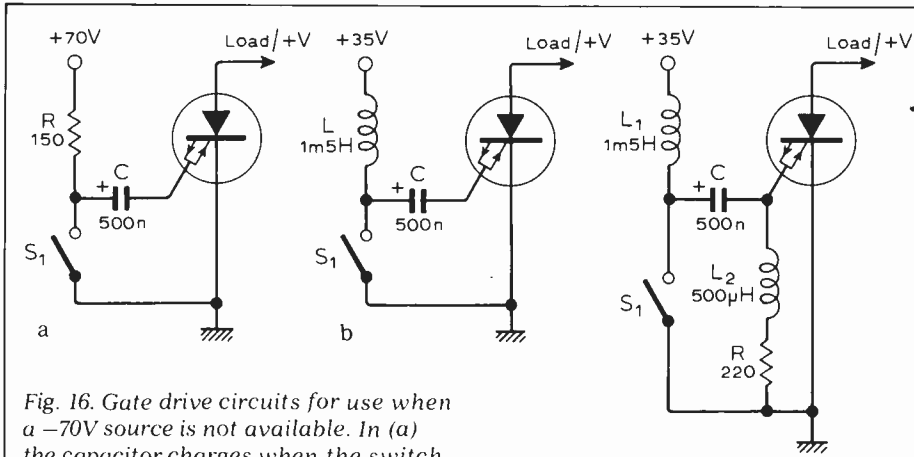 +70V
Load/+V
R
150
+
C
500n
S₁
a
+35V
Load/+V
L
1m5H
+
C
500n
S₁
b
+35V
Load/+V
L₁
1m5H
+
C
500n
S₁
L₂
500μH
R
220
Fig. 16. Gate drive circuits for use when
a −70V source is not available. In (a)
the capacitor charges when the switch